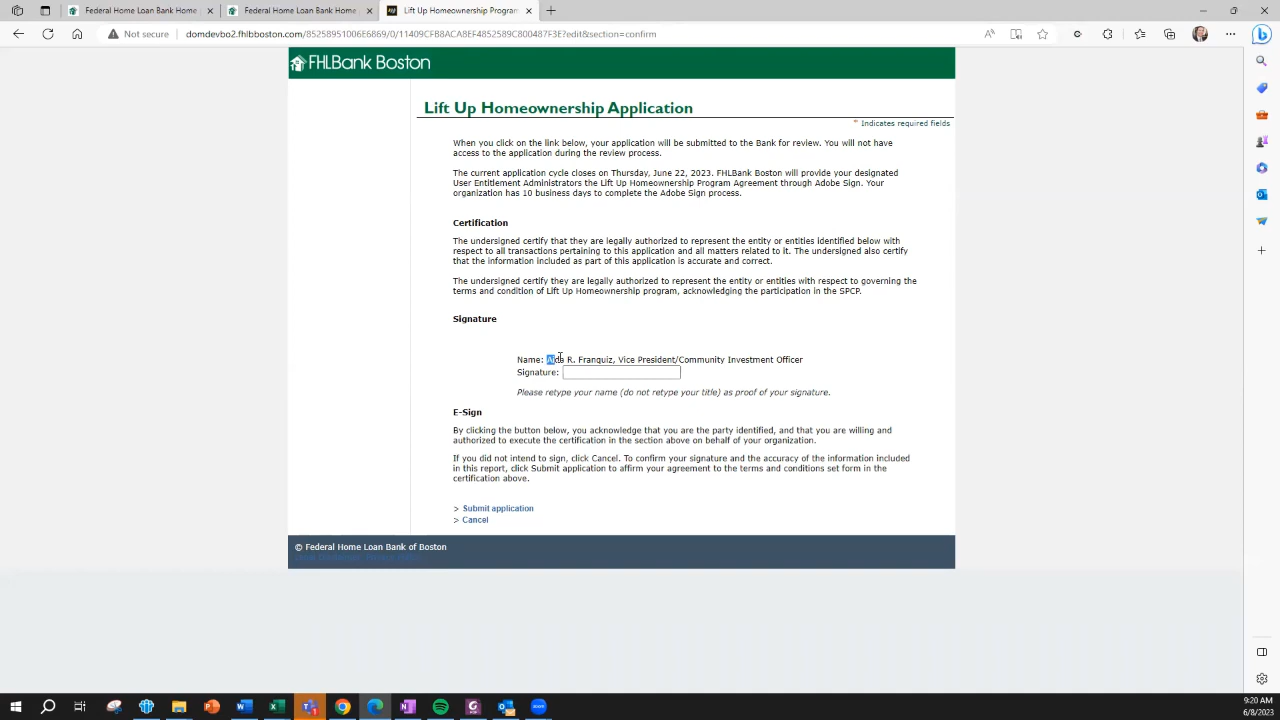 Federal Home Loan Bank Home
Federal Home Loan Bank Home
Lift Up Homeownership Program
Not secure
domdevbo2.fhlbboston.com/85258951006E6869/0/11409CFB8ACA8EF4852589C800487F3E?edit&section=confirm
FHLBank Boston
Lift Up Homeownership Application
* Indicates required fields
When you click on the link below, your application will be submitted to the Bank for review. You will not have
access to the application during the review process.
The current application cycle closes on Thursday, June 22, 2023. FHLBank Boston will provide your designated
User Entitlement Administrators the Lift Up Homeownership Program Agreement through Adobe Sign. Your
organization has 10 business days to complete the Adobe Sign process.
Certification
The undersigned certify that they are legally authorized to represent the entity or entities identified below with
respect to all transactions pertaining to this application and all matters related to it. The undersigned also certify
that the information included as part of this application is accurate and correct.
The undersigned certify they are legally authorized to represent the entity or entities with respect to governing the
terms and condition of Lift Up Homeownership program, acknowledging the participation in the SPCP.
Signature
Name: Alda R. Franquiz, Vice President/Community Investment Officer
Signature:
Please retype your name (do not retype your title) as proof of your signature.
E-Sign
By clicking the button below, you acknowledge that you are the party identified, and that you are willing and
authorized to execute the certification in the section above on behalf of your organization.
If you did not intend to sign, click Cancel. To confirm your signature and the accuracy of the information included
in this report, click Submit application to affirm your agreement to the terms and conditions set form in the
certification above.
> Submit application
> Cancel
© Federal Home Loan Bank of Boston
9:20 AM
6/8/2023